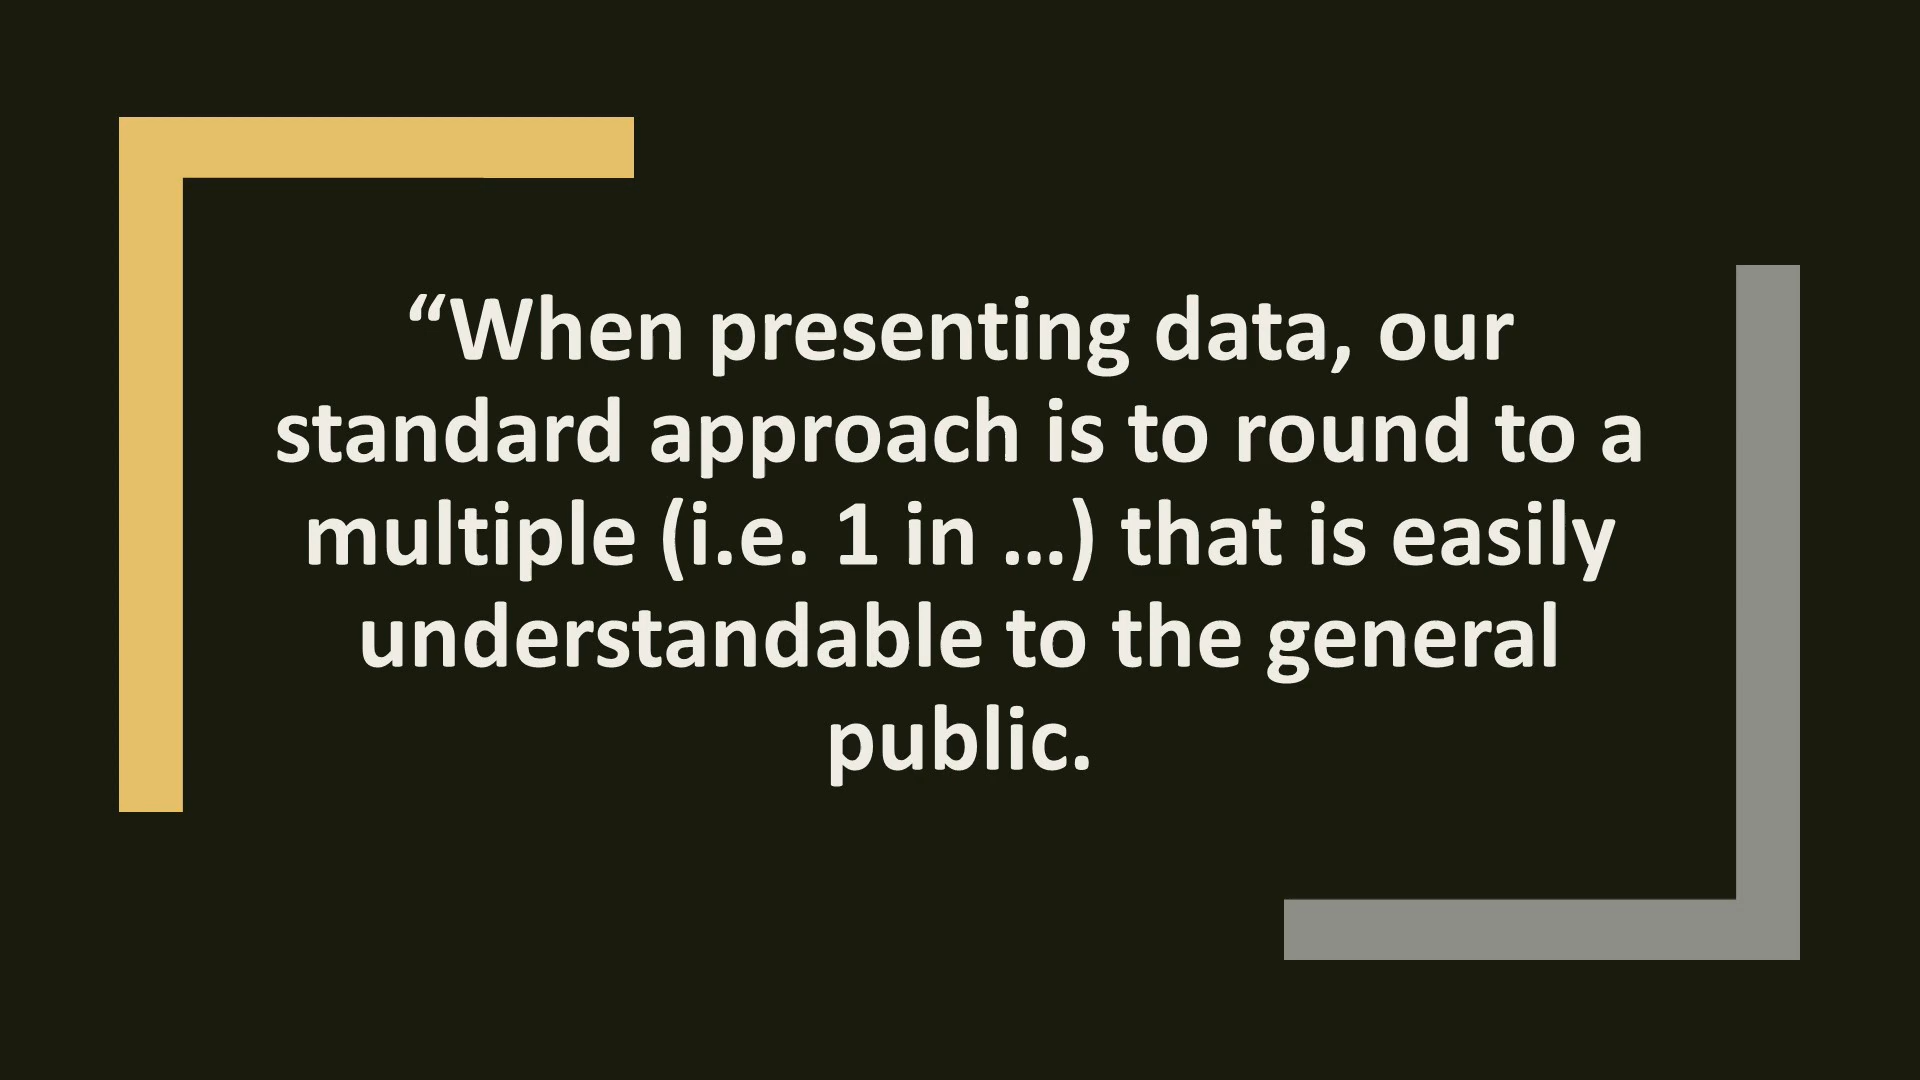 “When presenting data, our
standard approach is to round to a
multiple (i.e. 1 in …) that is easily
understandable to the general
public.